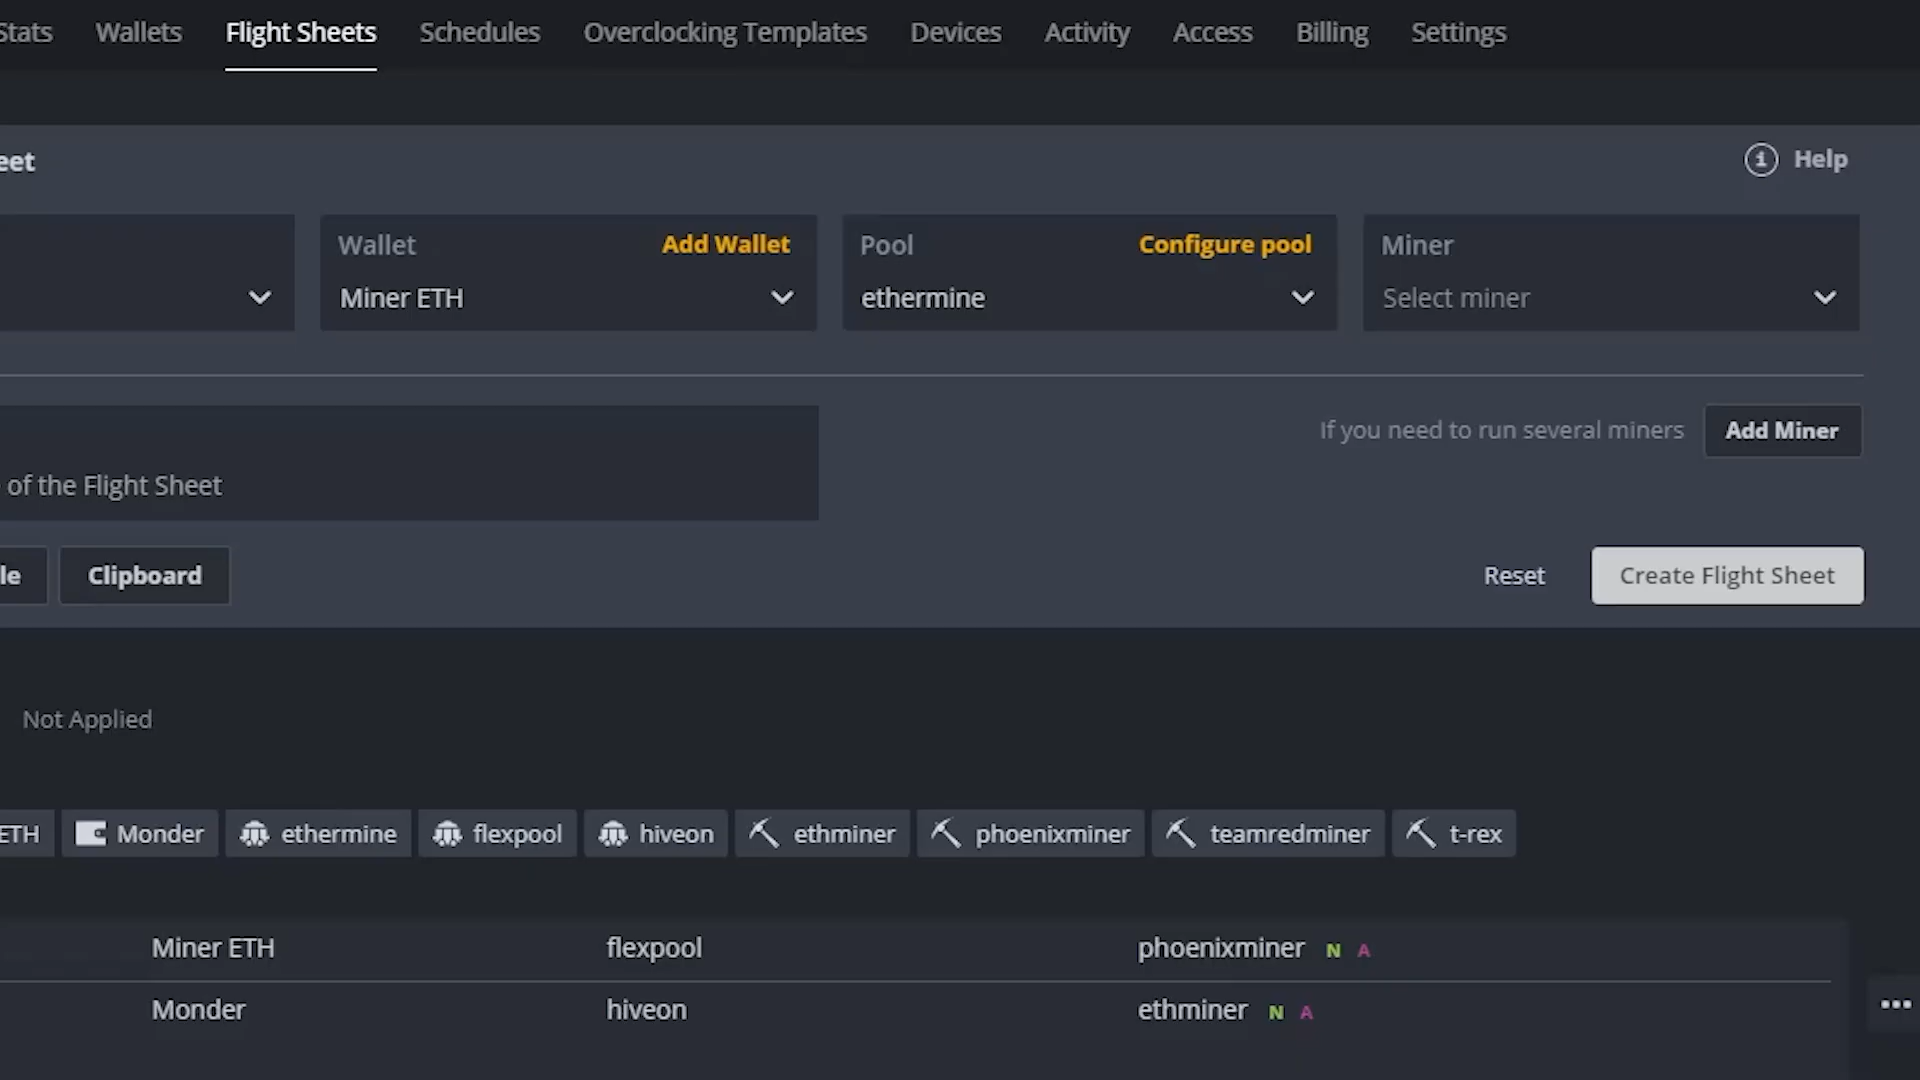 Stats Wallets Flight Sheets Schedules Overclocking Templates Devices Activity Access Billing Settings
eet Help
Wallet Add Wallet Pool Configure pool Miner
Miner ETH ethermine Select miner
If you need to run several miners Add Miner
of the Flight Sheet
le Clipboard Reset Create Flight Sheet
Not Applied
ETH Monder ethermine flexpool hiveon ethminer phoenixminer teamredminer t-rex
Miner ETH flexpool phoenixminer N A
Monder hiveon ethminer N A